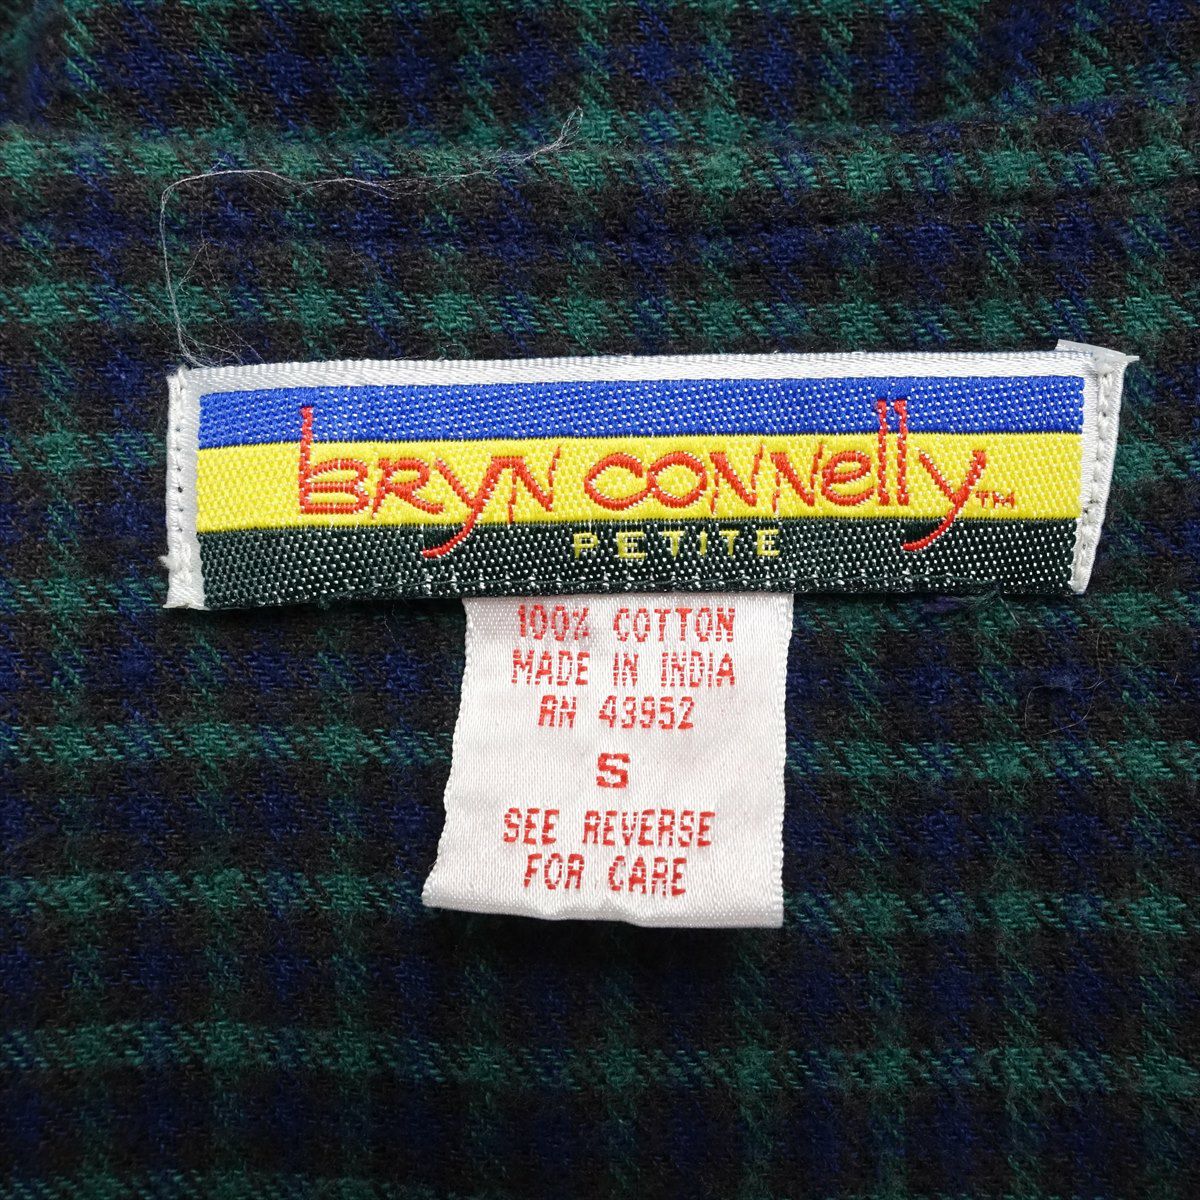 BRYN CONNelly™
PETITE
100% COTTON
MADE IN INDIA
RN 43952
S
SEE REVERSE
FOR CARE